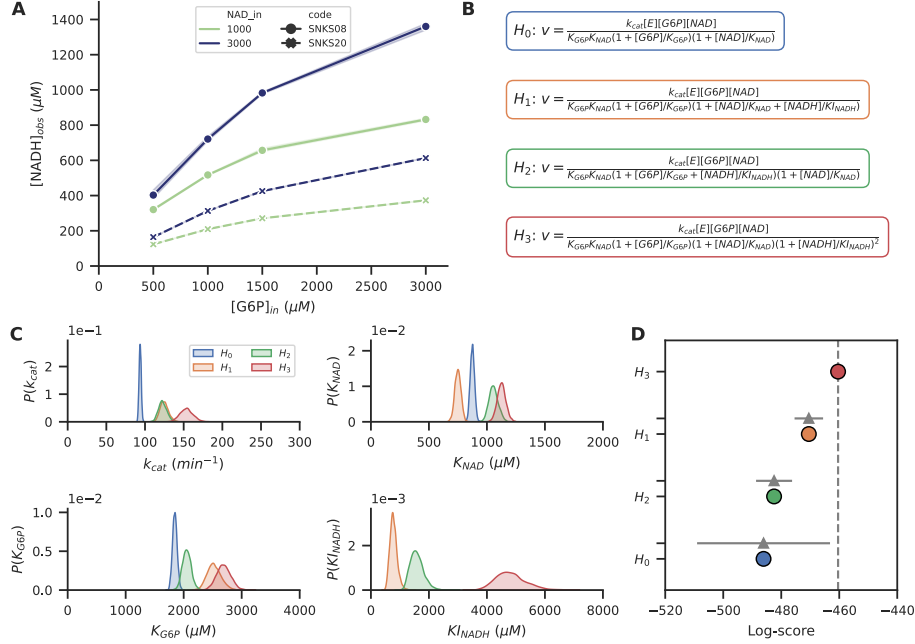 A
NAD_in
1000
3000
code
SNKS08
SNKS20
1400
1200
1000
800
600
400
200
0
[NADH]obs
(μM)
0 500 1000 1500 2000 2500 3000
[G6P]in (μM)
B
H0: v = kcat[E][G6P][NAD] / KG6PKNAD(1 + [G6P]/KG6P)(1 + [NAD]/KNAD)
H1: v = kcat[E][G6P][NAD] / KG6PKNAD(1 + [G6P]/KG6P)(1 + [NAD]/KNAD + [NADH]/KINADH)
H2: v = kcat[E][G6P][NAD] / KG6PKNAD(1 + [G6P]/KG6P + [NADH]/KINADH)(1 + [NAD]/KNAD)
H3: v = kcat[E][G6P][NAD] / KG6PKNAD(1 + [G6P]/KG6P)(1 + [NAD]/KNAD)(1 + [NADH]/KINADH)²
C
1e−1
P(kcat)
2
1
0
H0 H2
H1 H3
0 50 100 150 200 250 300
kcat (min⁻¹)
1e−2
P(KNAD)
2
0
0 500 1000 1500 2000
KNAD (μM)
1e−2
P(KG6P)
1.0
0.5
0.0
0 1000 2000 3000 4000
KG6P (μM)
1e−3
P(KINADH)
2
0
0 2000 4000 6000 8000
KINADH (μM)
D
H3
H1
H2
H0
−520 −500 −480 −460 −440
Log-score